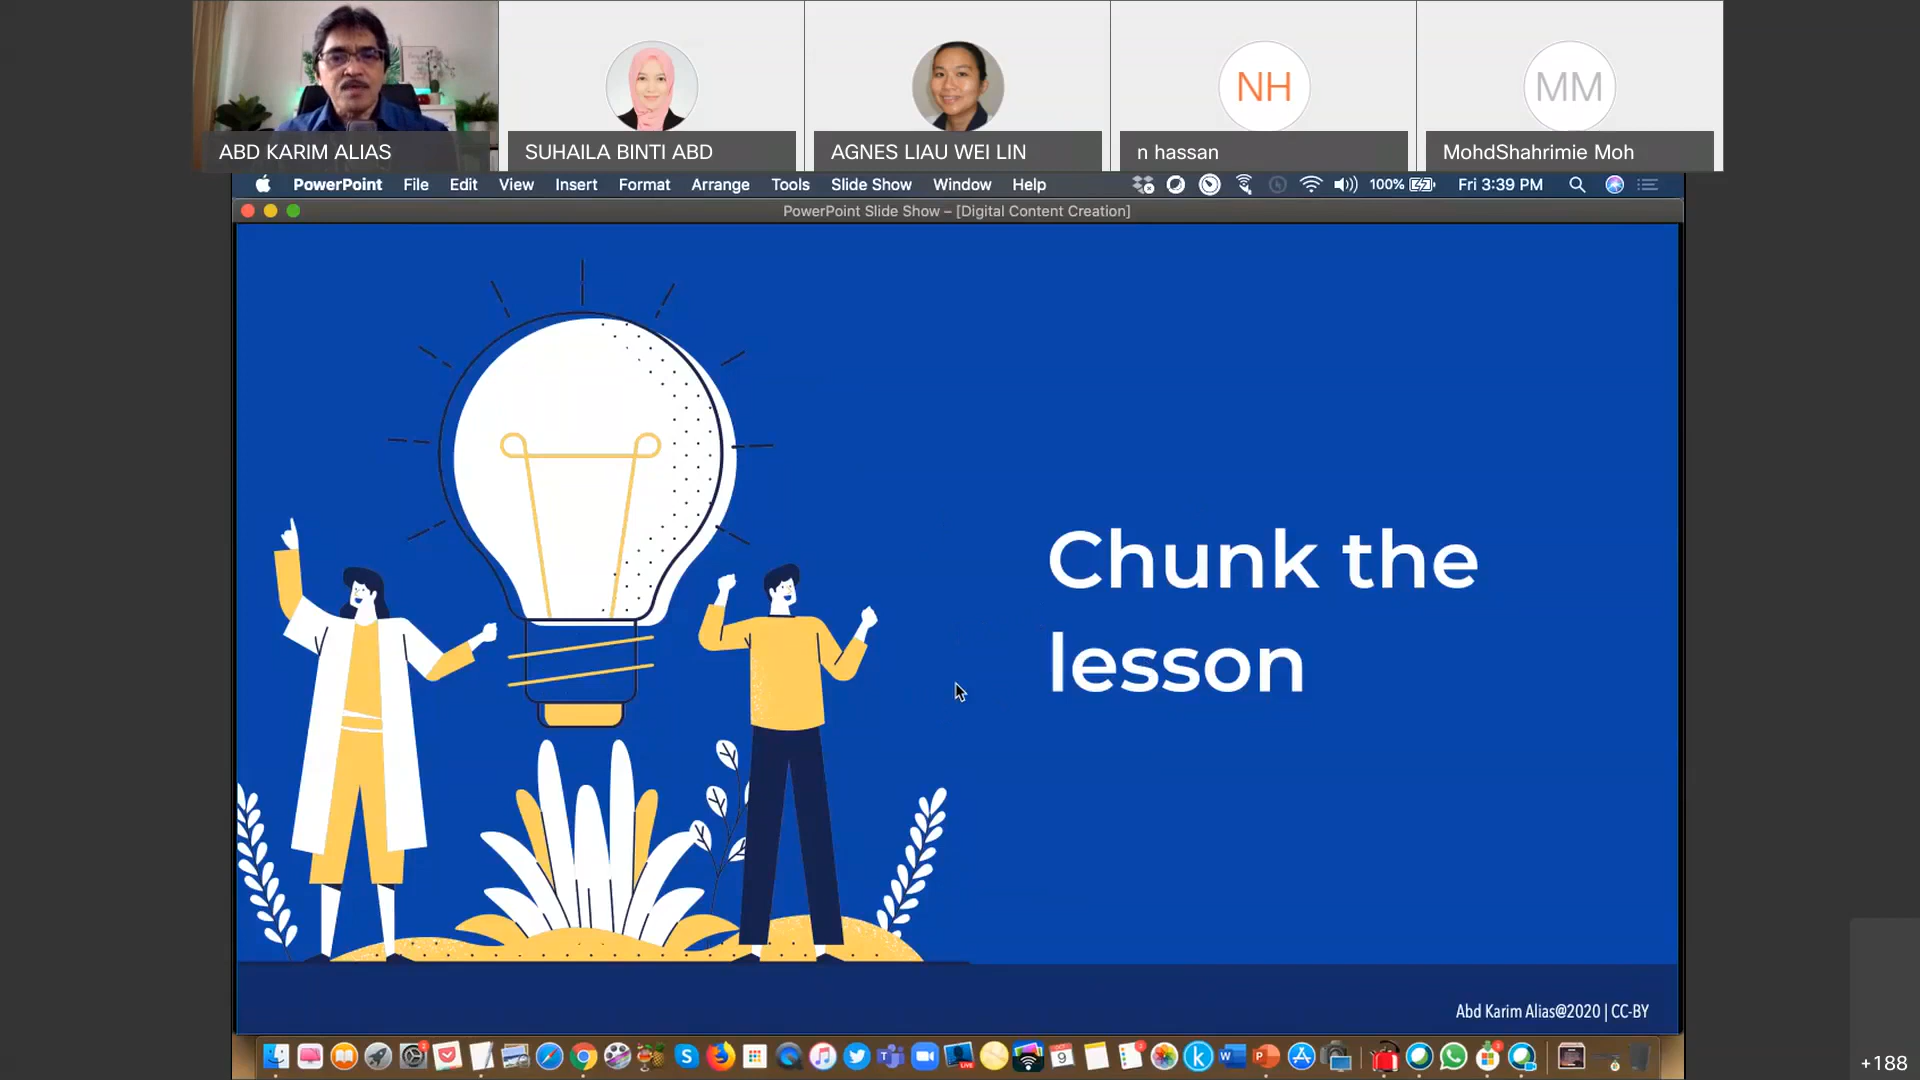 ABD KARIM ALIAS
SUHAILA BINTI ABD
AGNES LIAU WEI LIN
NH
n hassan
MM
MohdShahrimie Moh
PowerPoint File Edit View Insert Format Arrange Tools Slide Show Window Help 100% Fri 3:39 PM
PowerPoint Slide Show – [Digital Content Creation]
Chunk the
lesson
Abd Karim Alias@2020 | CC-BY
+188